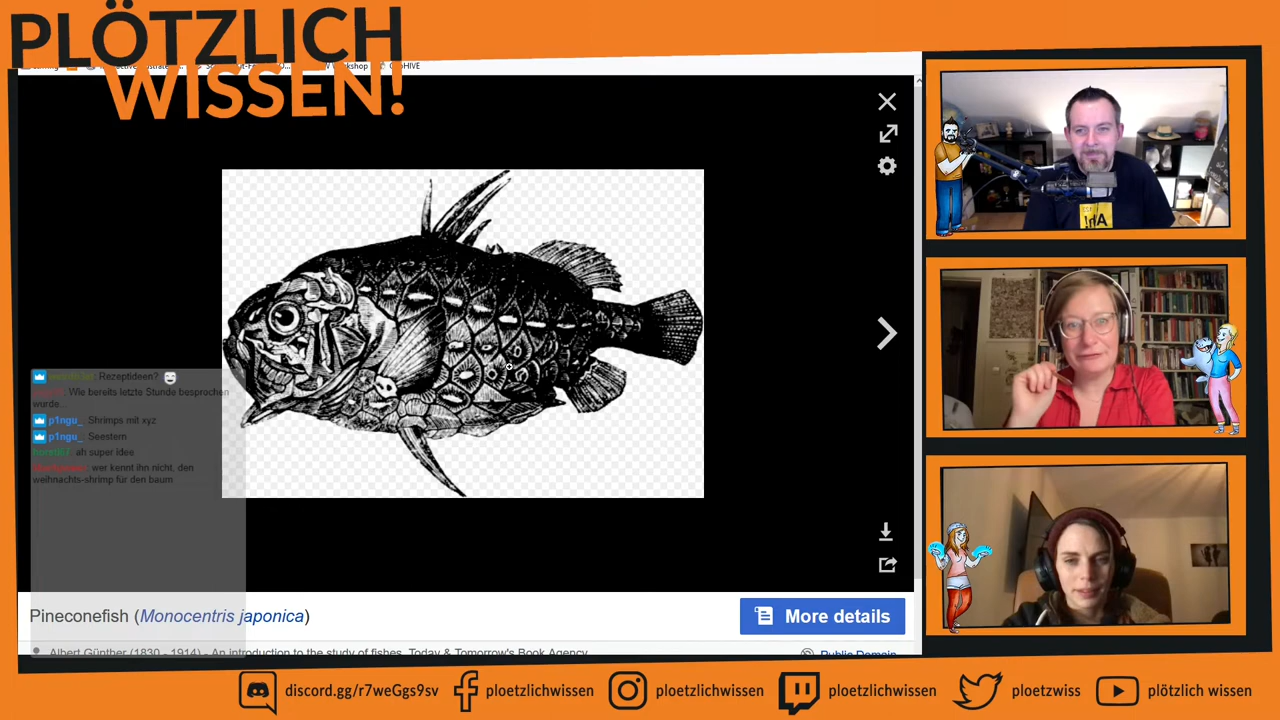 PLÖTZLICH
WISSEN!
Rezeptideen?
Wie bereits letzte Stunde besprochen
wurde...
p1ngu_ Shrimps mit xyz
p1ngu_ Seestern
ah super idee
wer kennt ihn nicht, den
weihnachts-shrimp für den baum
Pineconefish (Monocentris japonica)
More details
Albert Günther (1830 - 1914) - An introduction to the study of fishes. Today & Tomorrow's Book Agency
Public Domain
discord.gg/r7weGgs9sv
ploetzlichwissen
ploetzlichwissen
ploetzlichwissen
ploetzwiss
plötzlich wissen